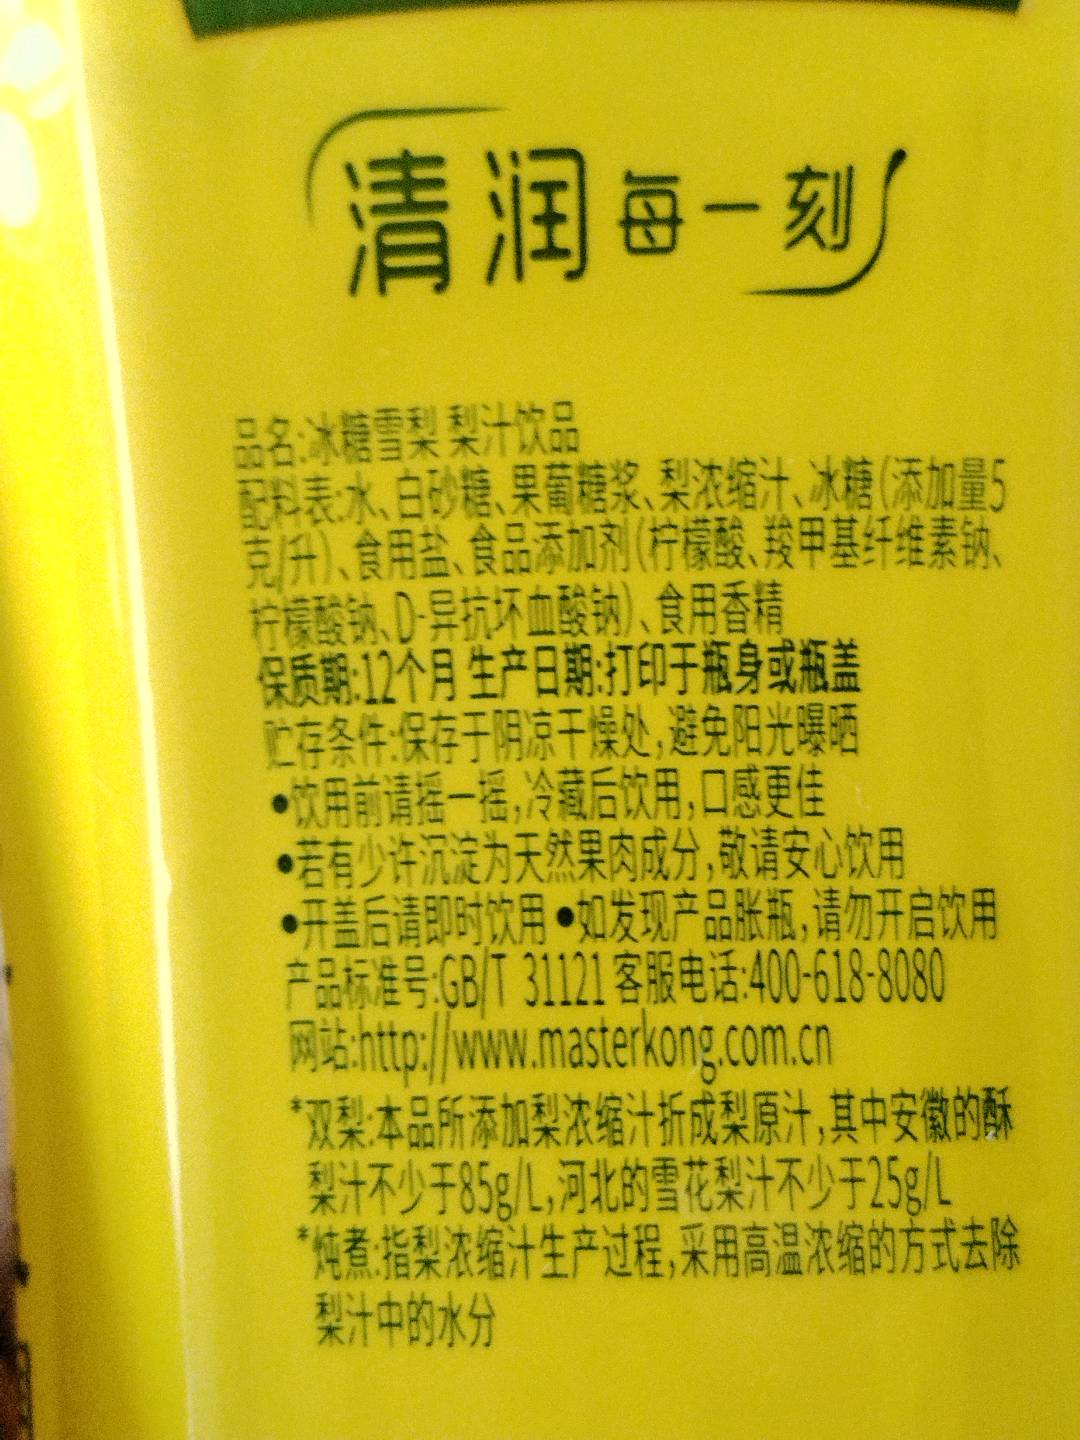 清润每一刻
品名:冰糖雪梨 梨汁饮品
配料表:水、白砂糖、果葡糖浆、梨浓缩汁、冰糖(添加量5
克/升)、食用盐、食品添加剂(柠檬酸、羧甲基纤维素钠、
柠檬酸钠、D-异抗坏血酸钠)、食用香精
保质期:12个月 生产日期:打印于瓶身或瓶盖
贮存条件:保存于阴凉干燥处,避免阳光曝晒
•饮用前请摇一摇,冷藏后饮用,口感更佳
•若有少许沉淀为天然果肉成分,敬请安心饮用
•开盖后请即时饮用 •如发现产品胀瓶,请勿开启饮用
产品标准号:GB/T 31121 客服电话:400-618-8080
网站:http://www.masterkong.com.cn
*双梨:本品所添加梨浓缩汁折成梨原汁,其中安徽的酥
梨汁不少于85g/L,河北的雪花梨汁不少于25g/L
*炖煮:指梨浓缩汁生产过程,采用高温浓缩的方式去除
梨汁中的水分